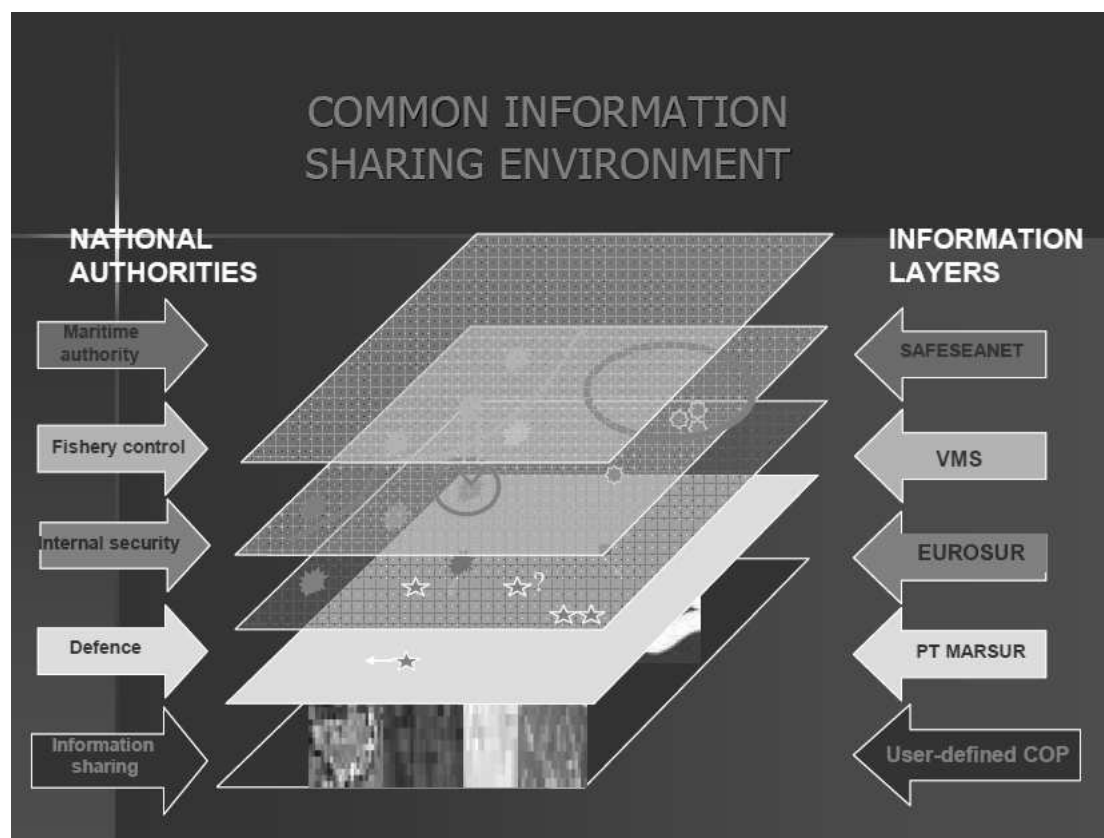 COMMON INFORMATION
SHARING ENVIRONMENT
NATIONAL
AUTHORITIES
INFORMATION
LAYERS
Maritime
authority
SAFESEANET
Fishery control
VMS
Internal security
EUROSUR
?
Defence
PT MARSUR
Information
sharing
User-defined COP